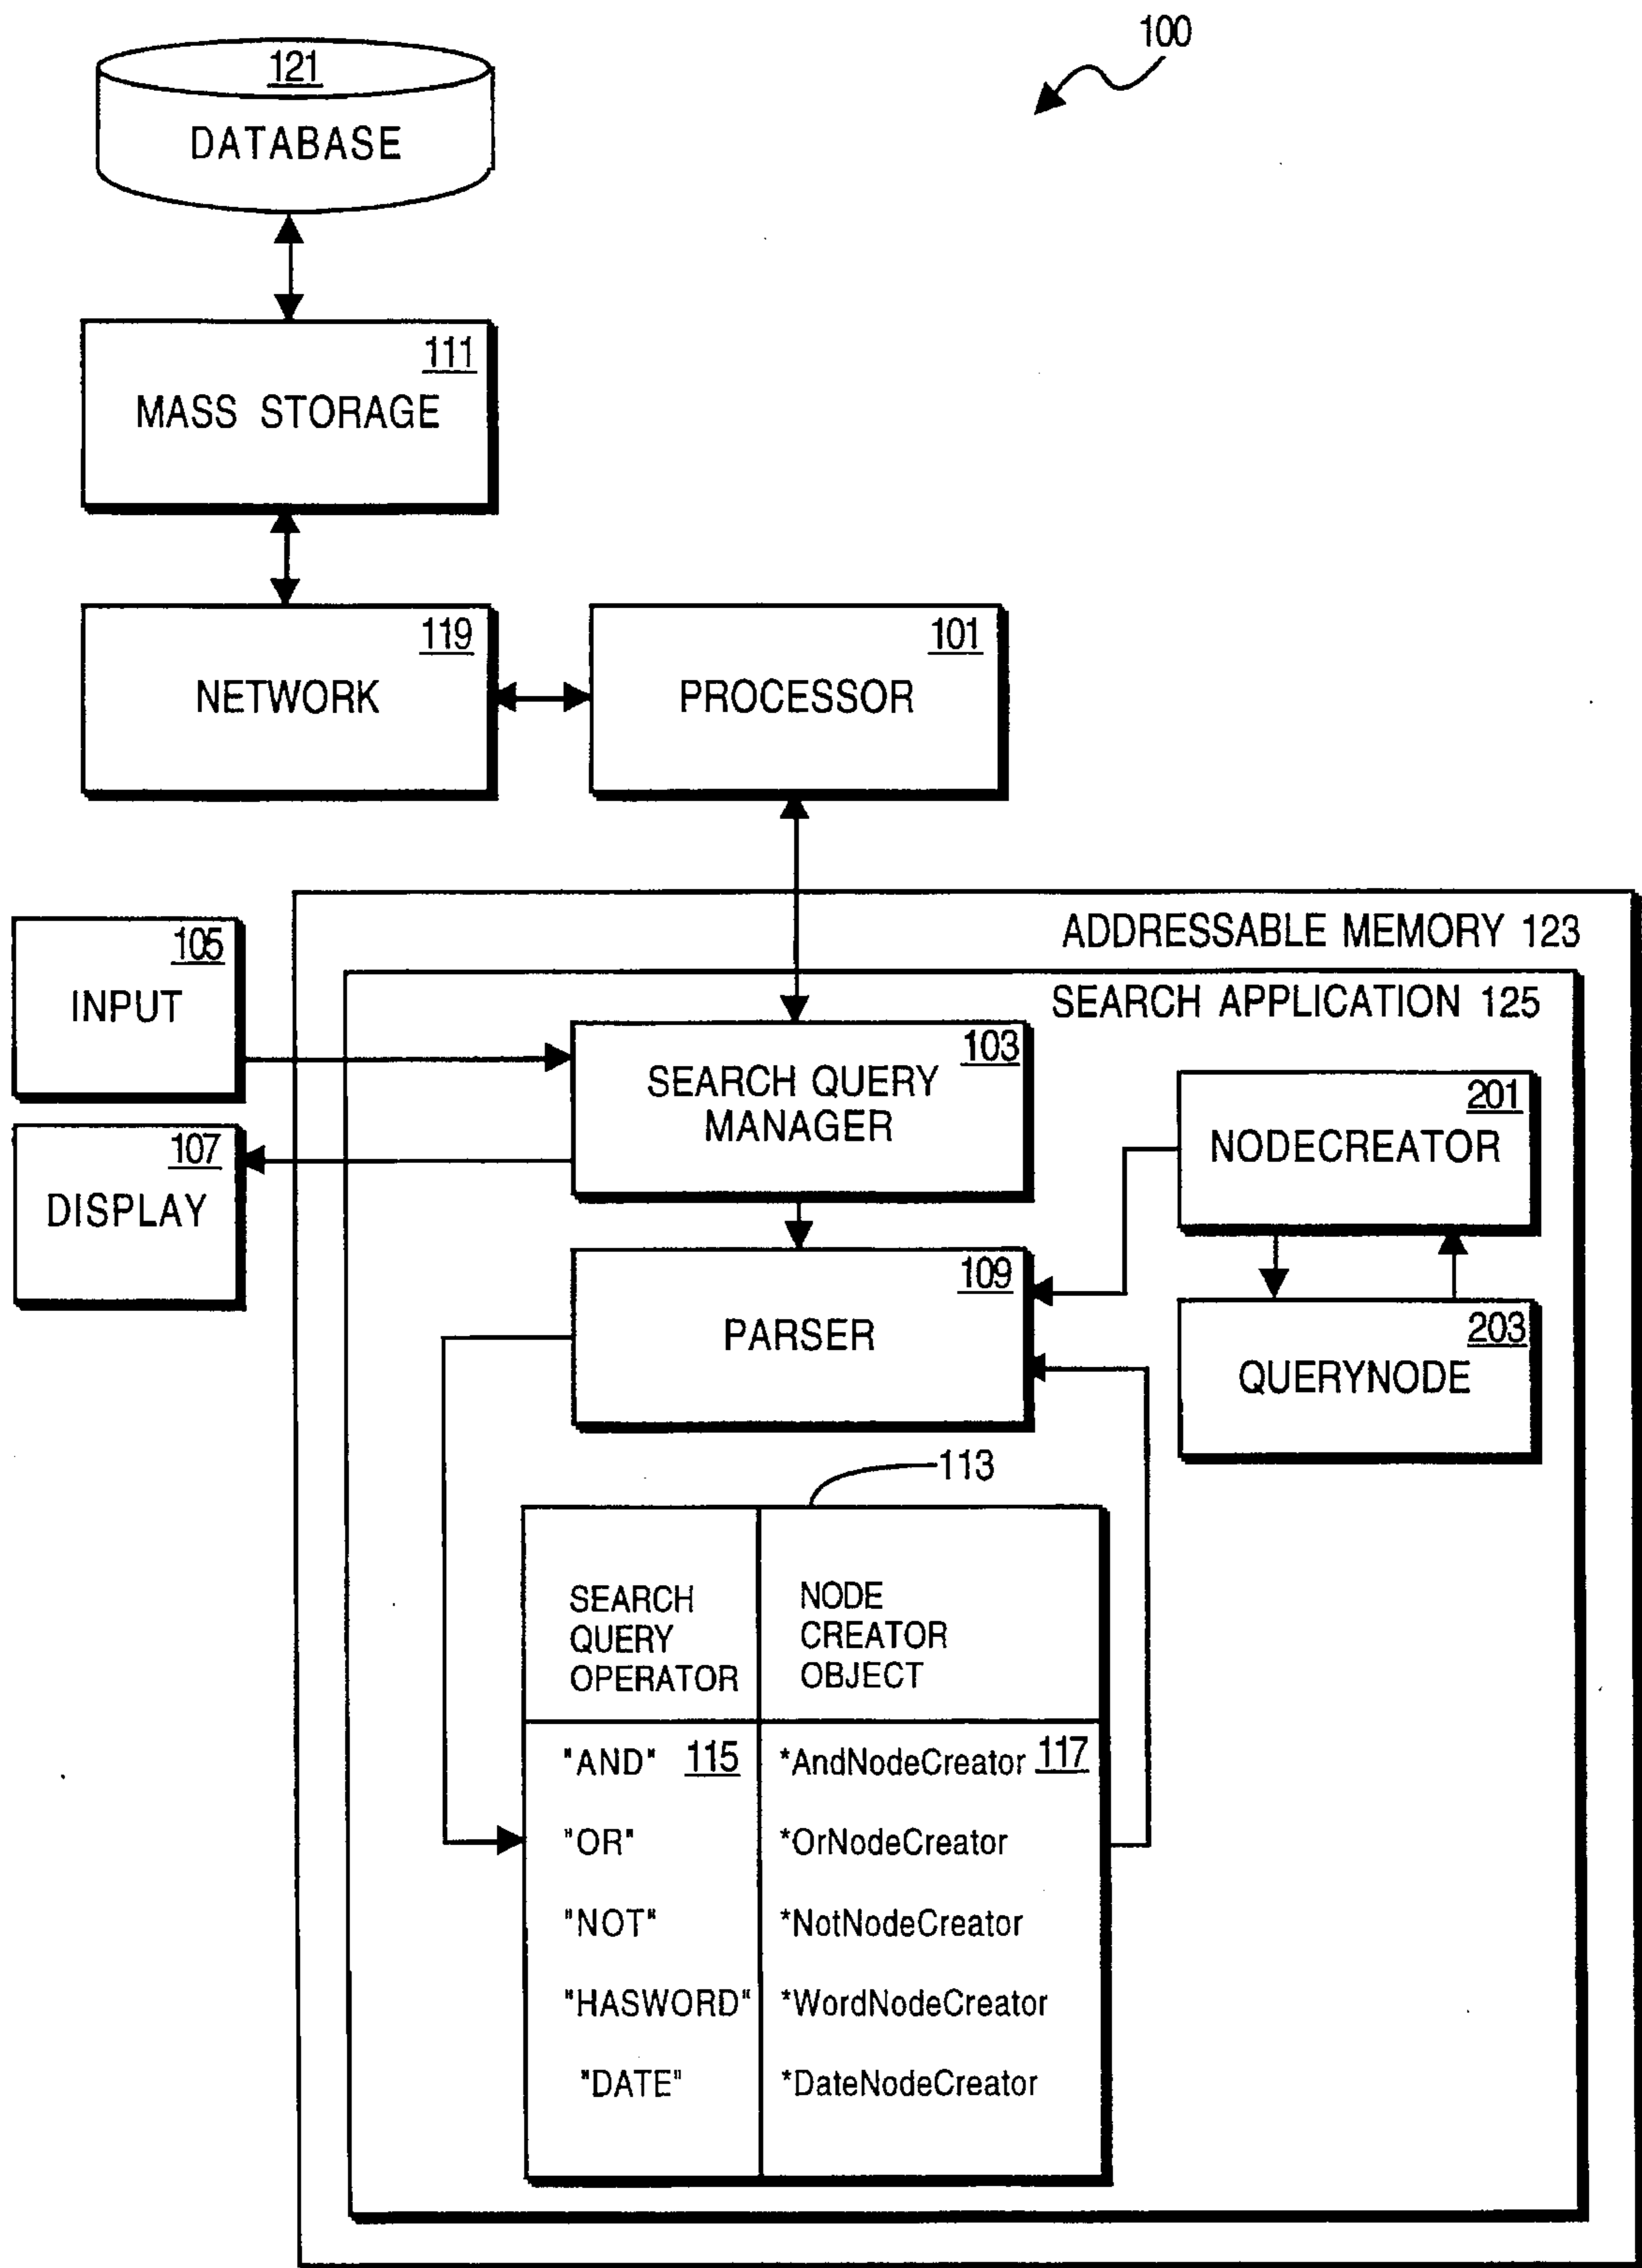 100
121
DATABASE
111
MASS STORAGE
119
NETWORK
101
PROCESSOR
ADDRESSABLE MEMORY 123
SEARCH APPLICATION 125
105
INPUT
107
DISPLAY
103
SEARCH QUERY
MANAGER
201
NODECREATOR
109
PARSER
203
QUERYNODE
113
SEARCH
QUERY
OPERATOR
NODE
CREATOR
OBJECT
"AND" 115 *AndNodeCreator 117
"OR" *OrNodeCreator
"NOT" *NotNodeCreator
"HASWORD" *WordNodeCreator
"DATE" *DateNodeCreator